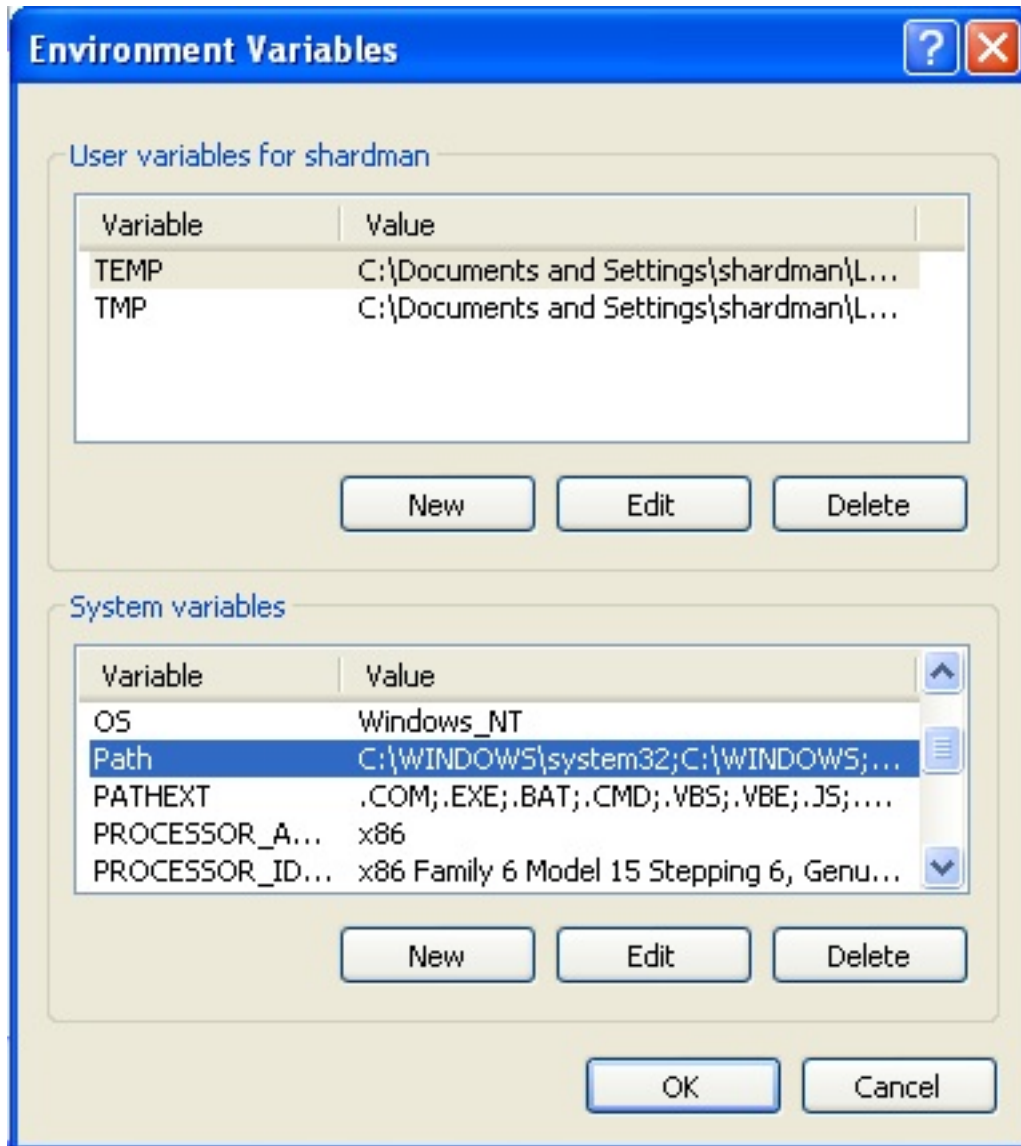 Environment Variables
User variables for shardman
Variable Value
TEMP C:\Documents and Settings\shardman\L...
TMP C:\Documents and Settings\shardman\L...
New Edit Delete
System variables
Variable Value
OS Windows_NT
Path C:\WINDOWS\system32;C:\WINDOWS;...
PATHEXT .COM;.EXE;.BAT;.CMD;.VBS;.VBE;.JS;....
PROCESSOR_A... x86
PROCESSOR_ID... x86 Family 6 Model 15 Stepping 6, Genu...
New Edit Delete
OK Cancel